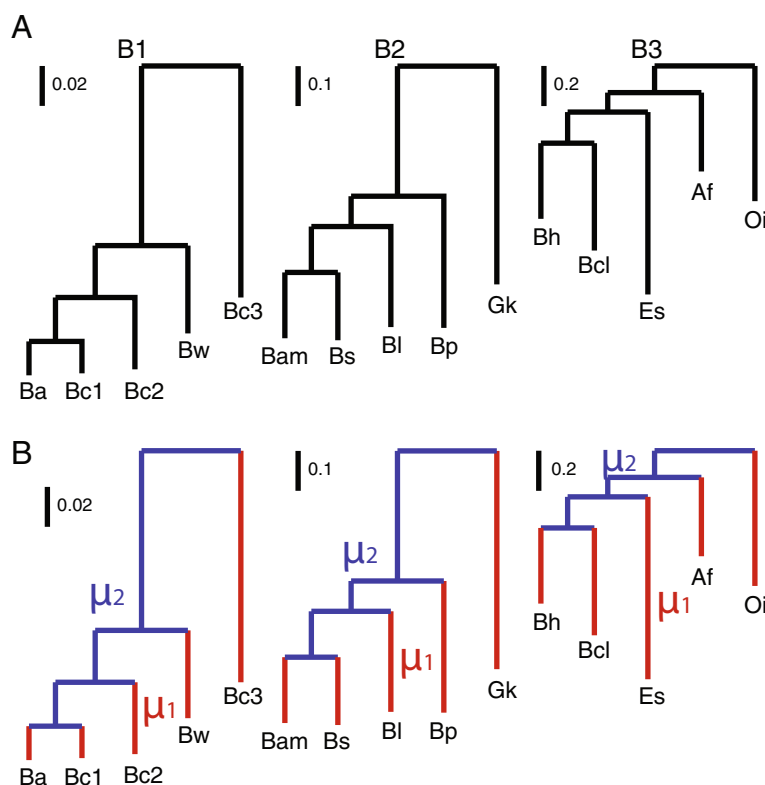 A
B1
B2
B3
0.02
0.1
0.2
Af
Oi
Bh
Bcl
Es
Gk
Bc3
Bw
Bl
Bp
Bam
Bs
Ba
Bc1
Bc2
B
μ2
0.02
0.1
0.2
μ2
μ2
μ1
Af
Oi
Bh
Bcl
μ1
Es
Gk
μ1
Bc3
Bw
Bl
Bp
Bam
Bs
Ba
Bc1
Bc2